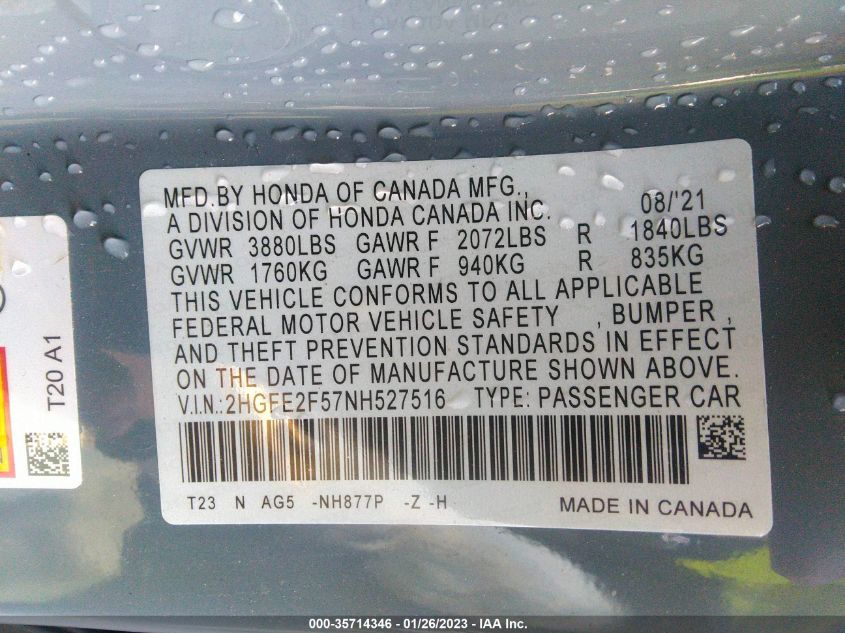 MFD.BY HONDA OF CANADA MFG., 08/'21
A DIVISION OF HONDA CANADA INC.
GVWR 3880LBS GAWR F 2072LBS R 1840LBS
GVWR 1760KG GAWR F 940KG R 835KG
THIS VEHICLE CONFORMS TO ALL APPLICABLE
FEDERAL MOTOR VEHICLE SAFETY , BUMPER ,
AND THEFT PREVENTION STANDARDS IN EFFECT
ON THE DATE OF MANUFACTURE SHOWN ABOVE.
V.I.N.:2HGFE2F57NH527516 TYPE: PASSENGER CAR
T23 N AG5 -NH877P -Z -H MADE IN CANADA
T20 A1
000-35714346 - 01/26/2023 - IAA Inc.